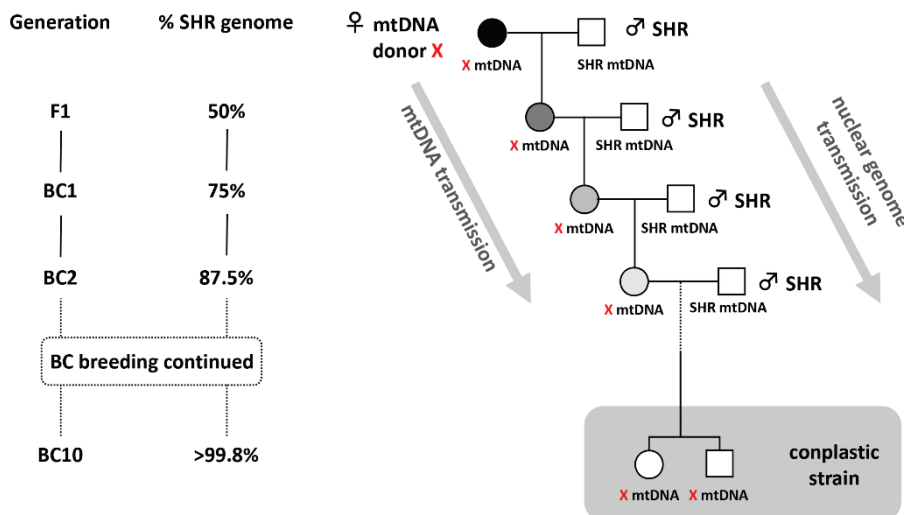 Generation
% SHR genome
♀ mtDNA
donor X
♂ SHR
X mtDNA
SHR mtDNA
F1
50%
♂ SHR
X mtDNA
SHR mtDNA
mtDNA transmission
nuclear genome
transmission
BC1
75%
♂ SHR
X mtDNA
SHR mtDNA
BC2
87.5%
♂ SHR
X mtDNA
SHR mtDNA
BC breeding continued
BC10
>99.8%
conplastic
strain
X mtDNA
X mtDNA